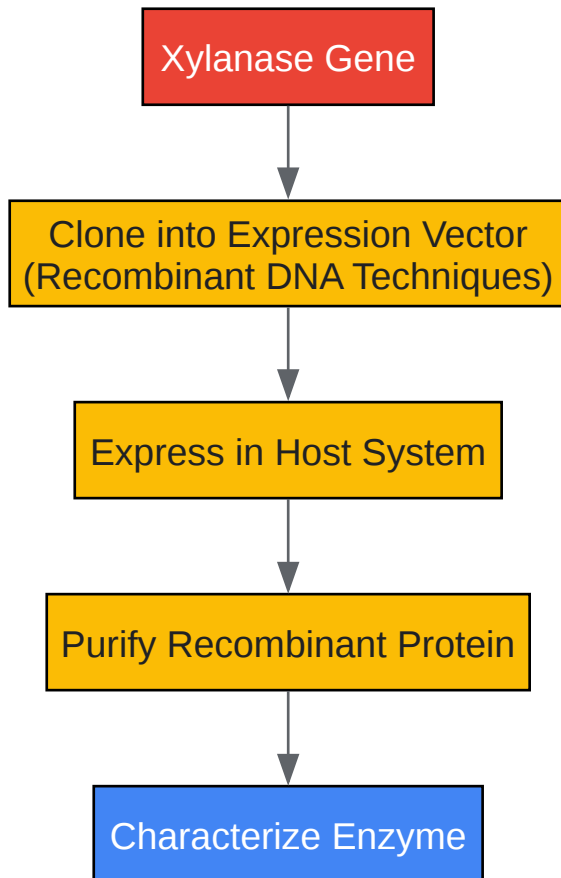 Xylanase Gene
Clone into Expression Vector
(Recombinant DNA Techniques)
Express in Host System
Purify Recombinant Protein
Characterize Enzyme